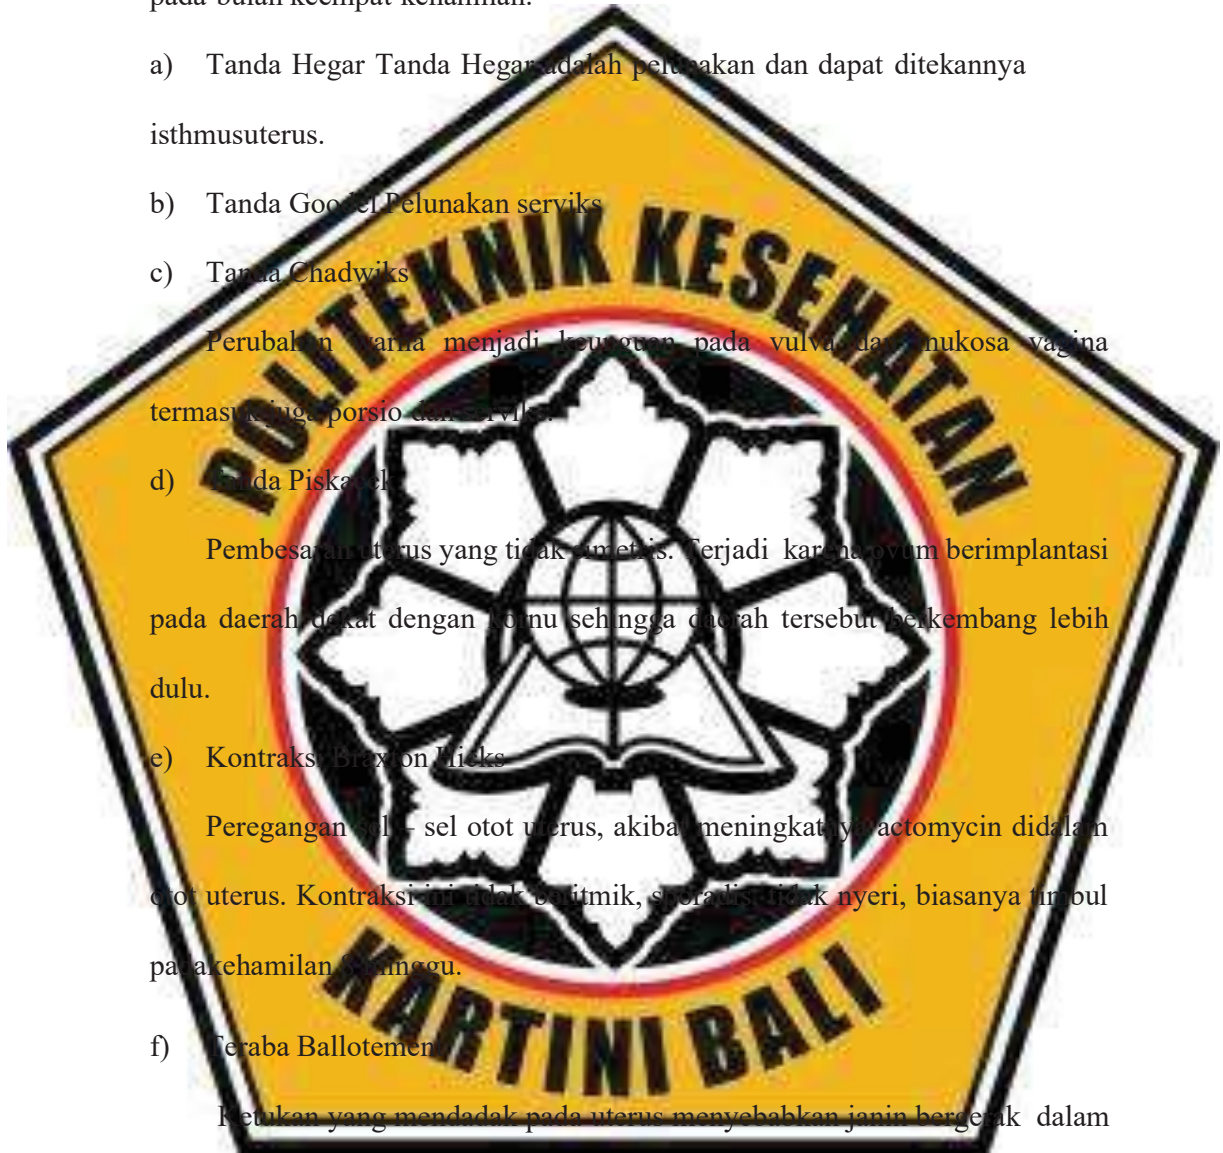 pada bulan keempat kehamilan.
a) Tanda Hegar Tanda Hegar adalah pelunakan dan dapat ditekannya
isthmusuterus.
b) Tanda Goodel Pelunakan serviks
c) Tanda Chadwiks
Perubahan warna menjadi keunguan pada vulva dan mukosa vagina
termasuk juga porsio dan serviks.
d) Tanda Piskacek
Pembesaran uterus yang tidak simetris. Terjadi karena ovum berimplantasi
pada daerah dekat dengan kornu sehingga daerah tersebut berkembang lebih
dulu.
e) Kontraksi Braxton Hicks
Peregangan sel – sel otot uterus, akibat meningkatnya actomycin didalam
otot uterus. Kontraksi ini tidak beritmik, sporadis, tidak nyeri, biasanya timbul
padakehamilan 8 minggu.
f) Teraba Ballotemen
Ketukan yang mendadak pada uterus menyebabkan janin bergerak dalam
POLITEKNIK KESEHATAN
KARTINI BALI